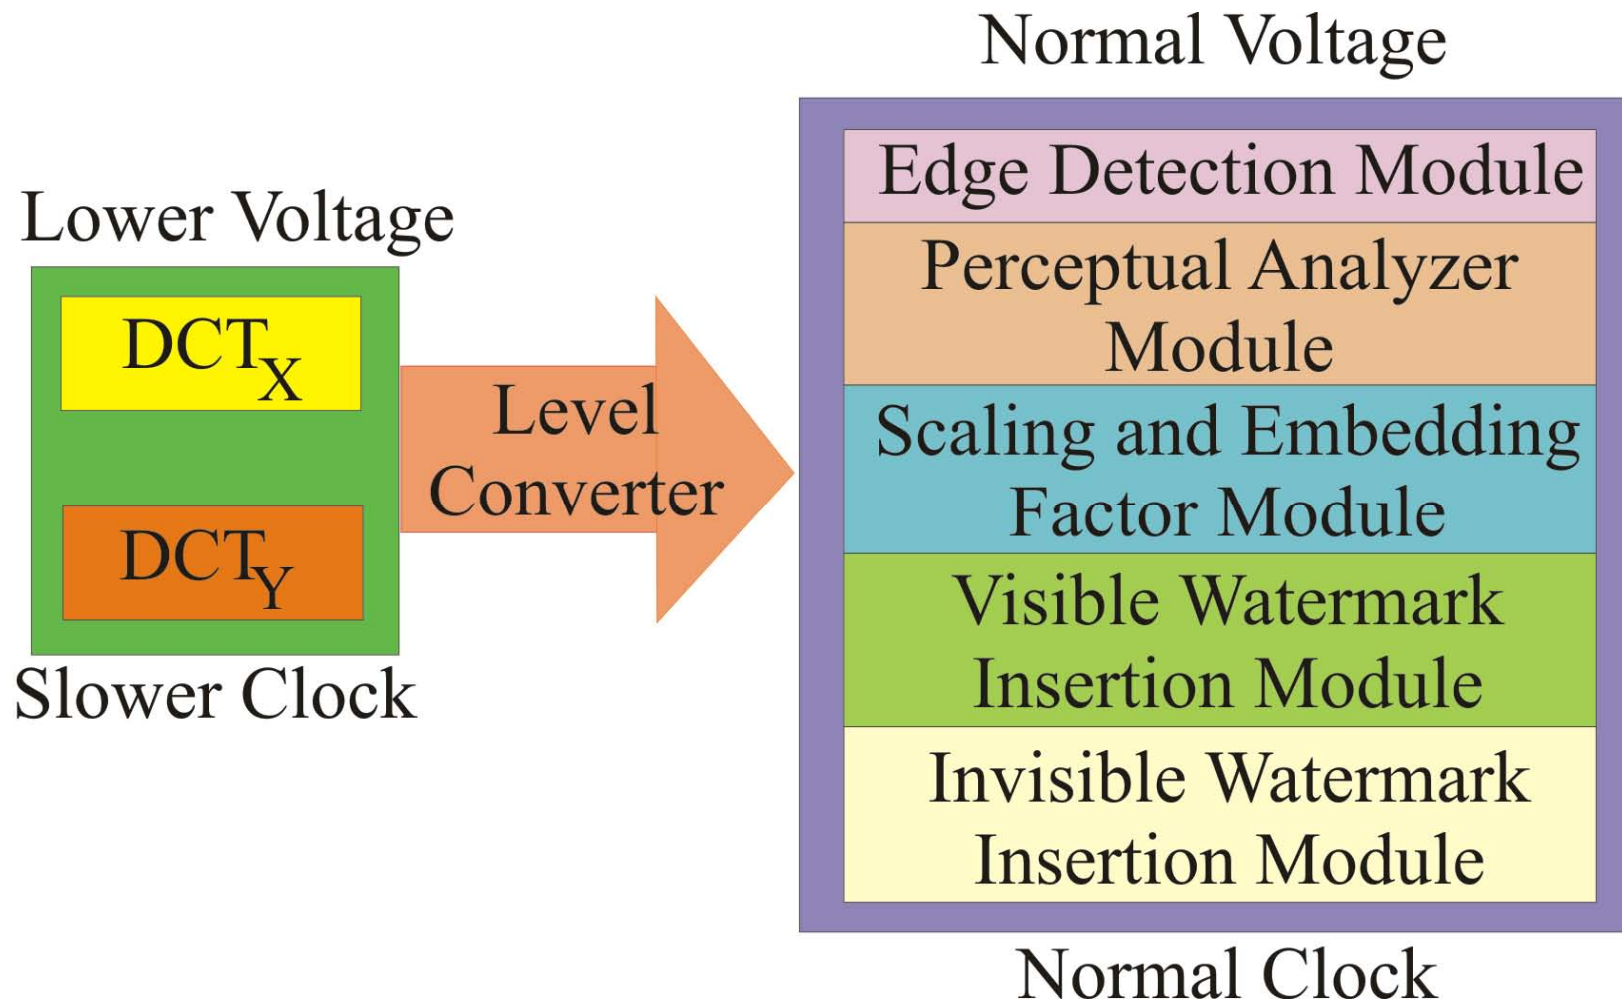 Lower Voltage
DCTX
DCTY
Slower Clock
Level
Converter
Normal Voltage
Edge Detection Module
Perceptual Analyzer
Module
Scaling and Embedding
Factor Module
Visible Watermark
Insertion Module
Invisible Watermark
Insertion Module
Normal Clock